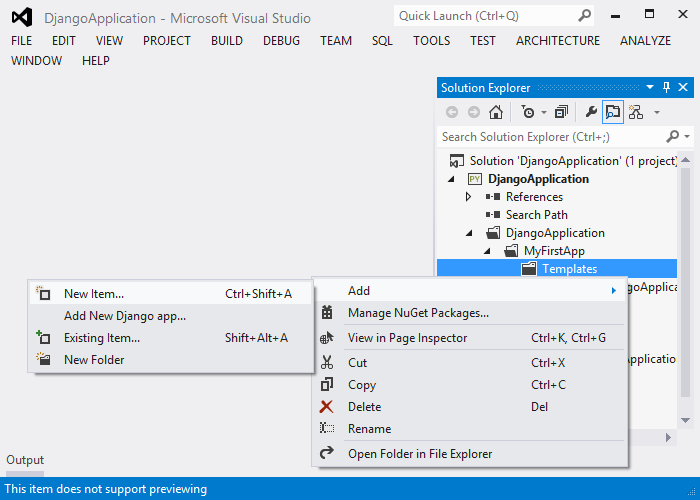 DjangoApplication - Microsoft Visual Studio
Quick Launch (Ctrl+Q)
FILE EDIT VIEW PROJECT BUILD DEBUG TEAM SQL TOOLS TEST ARCHITECTURE ANALYZE
WINDOW HELP
Solution Explorer
Search Solution Explorer (Ctrl+;)
Solution 'DjangoApplication' (1 project)
PY DjangoApplication
References
Search Path
DjangoApplication
MyFirstApp
Templates
New Item... Ctrl+Shift+A
Add New Django app...
Existing Item... Shift+Alt+A
New Folder
Add
Manage NuGet Packages...
View in Page Inspector Ctrl+K, Ctrl+G
Cut Ctrl+X
Copy Ctrl+C
Delete Del
Rename
Open Folder in File Explorer
Output
This item does not support previewing